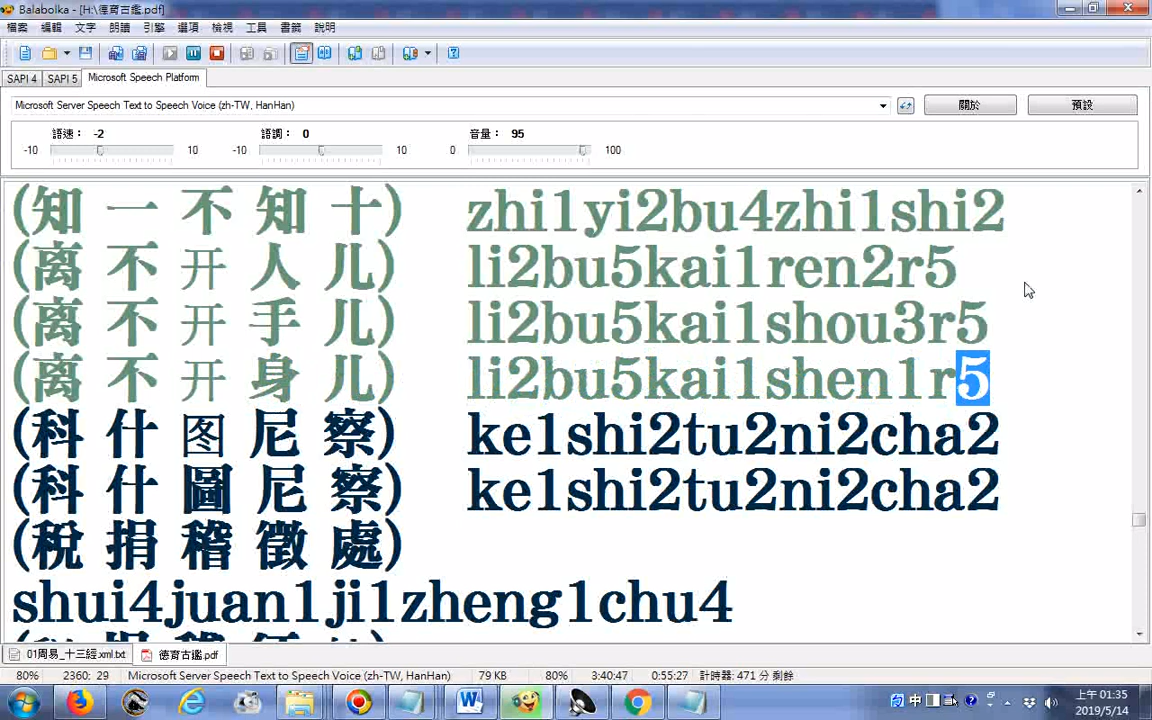 Balabolka - [H:\德育古鑑.pdf]
檔案 編輯 文字 朗讀 引擎 選項 檢視 工具 書籤 說明
SAPI 4 SAPI 5 Microsoft Speech Platform
Microsoft Server Speech Text to Speech Voice (zh-TW, HanHan) 關於 預設
語速： -2 語調： 0 音量： 95
-10 10 -10 10 0 100
(知一不知十) zhi1yi2bu4zhi1shi2
(离不开人儿) li2bu5kai1ren2r5
(离不开手儿) li2bu5kai1shou3r5
(离不开身儿) li2bu5kai1shen1r5
(科什图尼察) ke1shi2tu2ni2cha2
(科什圖尼察) ke1shi2tu2ni2cha2
(稅捐稽徵處)
shui4juan1ji1zheng1chu4
01周易_十三經.xml.txt 德育古鑑.pdf
80% 2360; 29 Microsoft Server Speech Text to Speech Voice (zh-TW, HanHan) 79 KB 80% 3:40:47 0:55:27 計時器: 471 分 剩餘
中 上午 01:35
2019/5/14